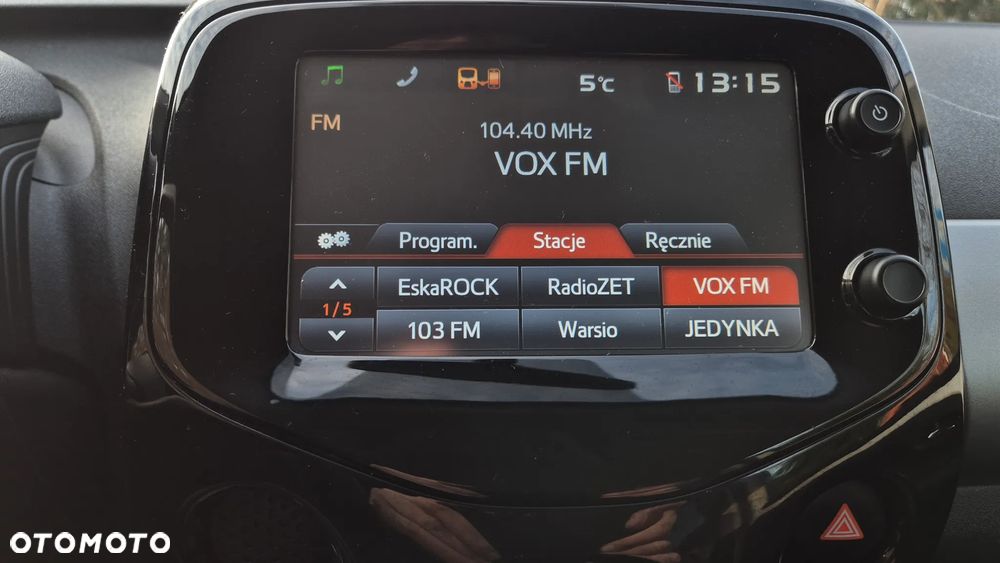 5°C 13:15
FM
104.40 MHz
VOX FM
Program. Stacje Ręcznie
EskaROCK RadioZET VOX FM
1/5
103 FM Warsio JEDYNKA
OTOMOTO